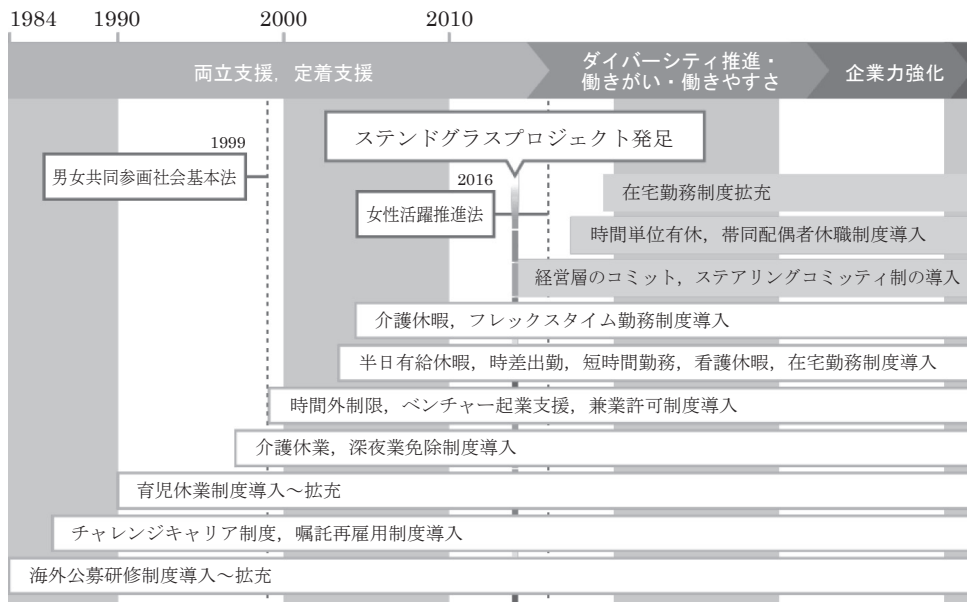 1984
1990
2000
2010
両立支援，定着支援
ダイバーシティ推進・
働きがい・働きやすさ
企業力強化
ステンドグラスプロジェクト発足
1999
男女共同参画社会基本法
2016
女性活躍推進法
在宅勤務制度拡充
時間単位有休，帯同配偶者休職制度導入
経営層のコミット，ステアリングコミッティ制の導入
介護休暇，フレックスタイム勤務制度導入
半日有給休暇，時差出勤，短時間勤務，看護休暇，在宅勤務制度導入
時間外制限，ベンチャー起業支援，兼業許可制度導入
介護休業，深夜業免除制度導入
育児休業制度導入～拡充
チャレンジキャリア制度，嘱託再雇用制度導入
海外公募研修制度導入～拡充